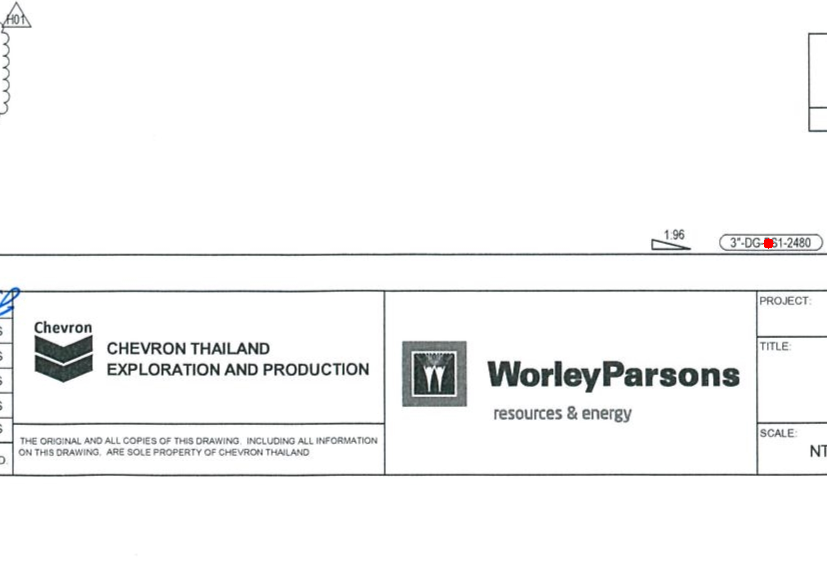 H01
1:96
3"-DG- 61-2480
Chevron
CHEVRON THAILAND
EXPLORATION AND PRODUCTION
THE ORIGINAL AND ALL COPIES OF THIS DRAWING. INCLUDING ALL INFORMATION
ON THIS DRAWING. ARE SOLE PROPERTY OF CHEVRON THAILAND
WorleyParsons
resources & energy
PROJECT:
TITLE:
SCALE:
NT